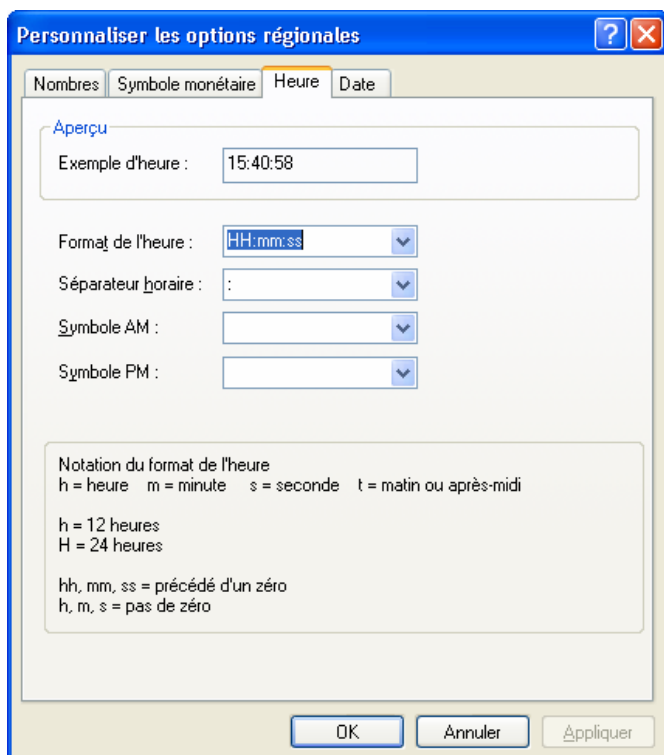 Personnaliser les options régionales
Nombres Symbole monétaire Heure Date
Aperçu
Exemple d'heure : 15:40:58
Format de l'heure : HH:mm:ss
Séparateur horaire : :
Symbole AM :
Symbole PM :
Notation du format de l'heure
h = heure m = minute s = seconde t = matin ou après-midi
h = 12 heures
H = 24 heures
hh, mm, ss = précédé d'un zéro
h, m, s = pas de zéro
OK Annuler Appliquer